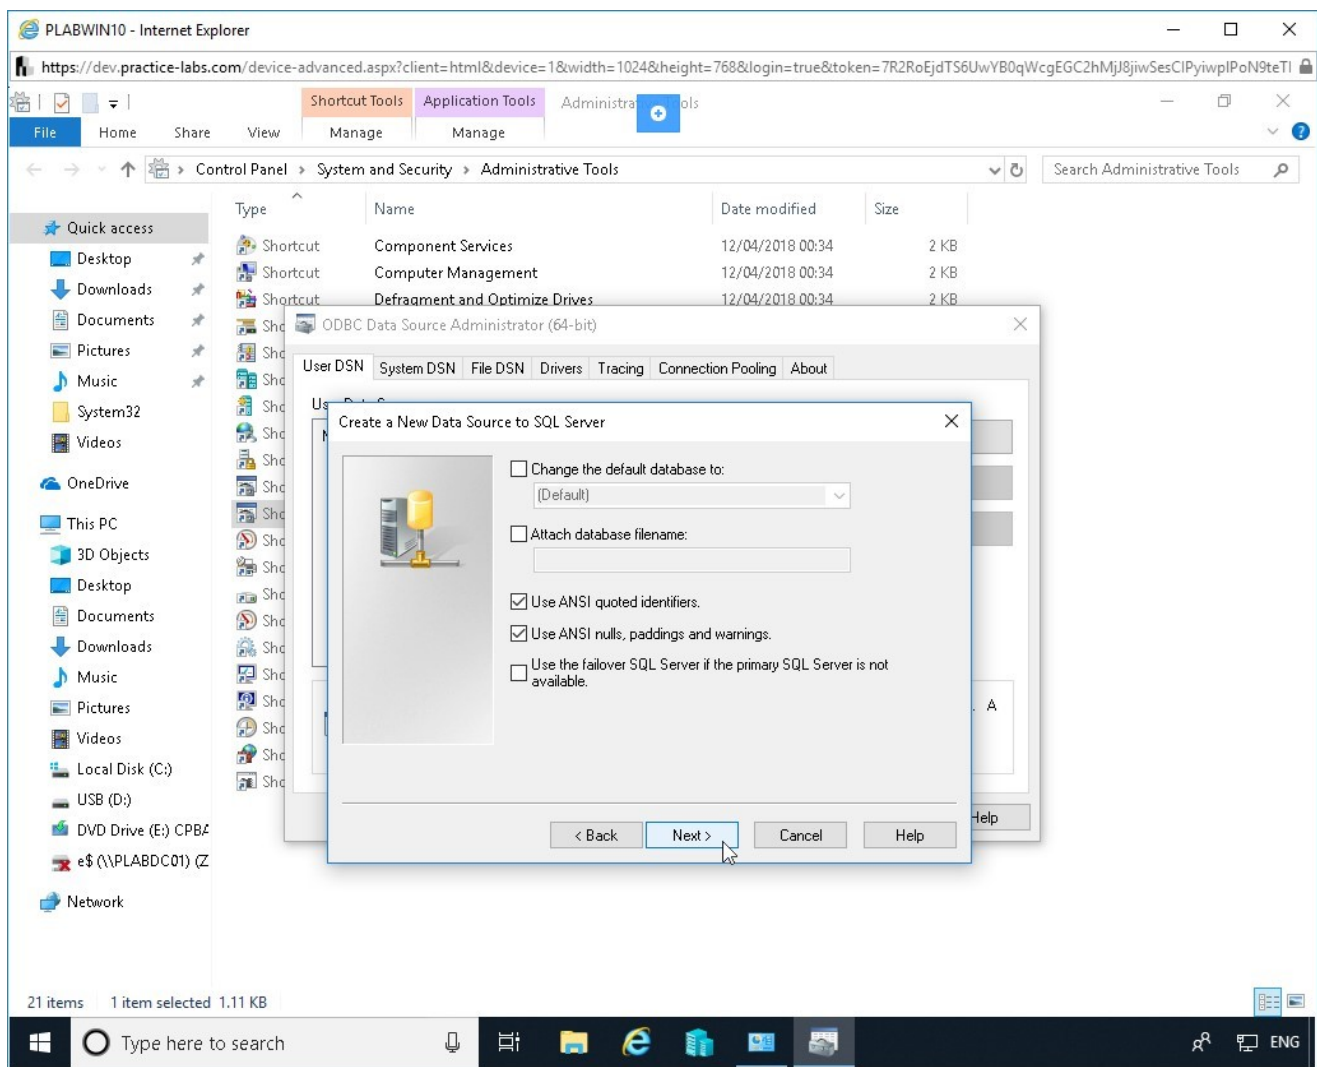 PLABWIN10 - Internet Explorer
https://dev.practice-labs.com/device-advanced.aspx?client=html&device=1&width=1024&height=768&login=true&token=7R2RoEjdTS6UwYB0qWcgEGC2hMjJ8jiwSesCIPyiwpIPoN9teTI
Shortcut Tools Application Tools Administra ols
File Home Share View Manage Manage
Control Panel > System and Security > Administrative Tools Search Administrative Tools
Type Name Date modified Size
Quick access
Shortcut Component Services 12/04/2018 00:34 2 KB
Desktop
Shortcut Computer Management 12/04/2018 00:34 2 KB
Downloads
Shortcut Defragment and Optimize Drives 12/04/2018 00:34 2 KB
Documents
Pictures
Music
System32
Videos
OneDrive
This PC
3D Objects
Desktop
Documents
Downloads
Music
Pictures
Videos
Local Disk (C:)
USB (D:)
DVD Drive (E:) CPBA
e$ (\\PLABDC01) (Z
Network
ODBC Data Source Administrator (64-bit)
User DSN System DSN File DSN Drivers Tracing Connection Pooling About
Create a New Data Source to SQL Server
Change the default database to:
(Default)
Attach database filename:
Use ANSI quoted identifiers.
Use ANSI nulls, paddings and warnings.
Use the failover SQL Server if the primary SQL Server is not
available.
. A
< Back Next > Cancel Help
Help
21 items 1 item selected 1.11 KB
Type here to search ENG